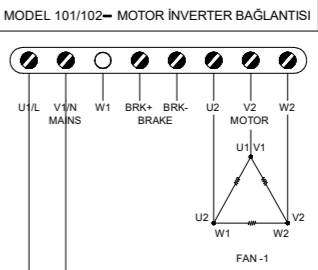 MODEL 101/102– MOTOR İNVERTER BAĞLANTISI
U1/L V1/N W1 BRK+ BRK- U2 V2 W2
MAINS BRAKE MOTOR
U1 V1
U2 V2
W1 W2
FAN -1